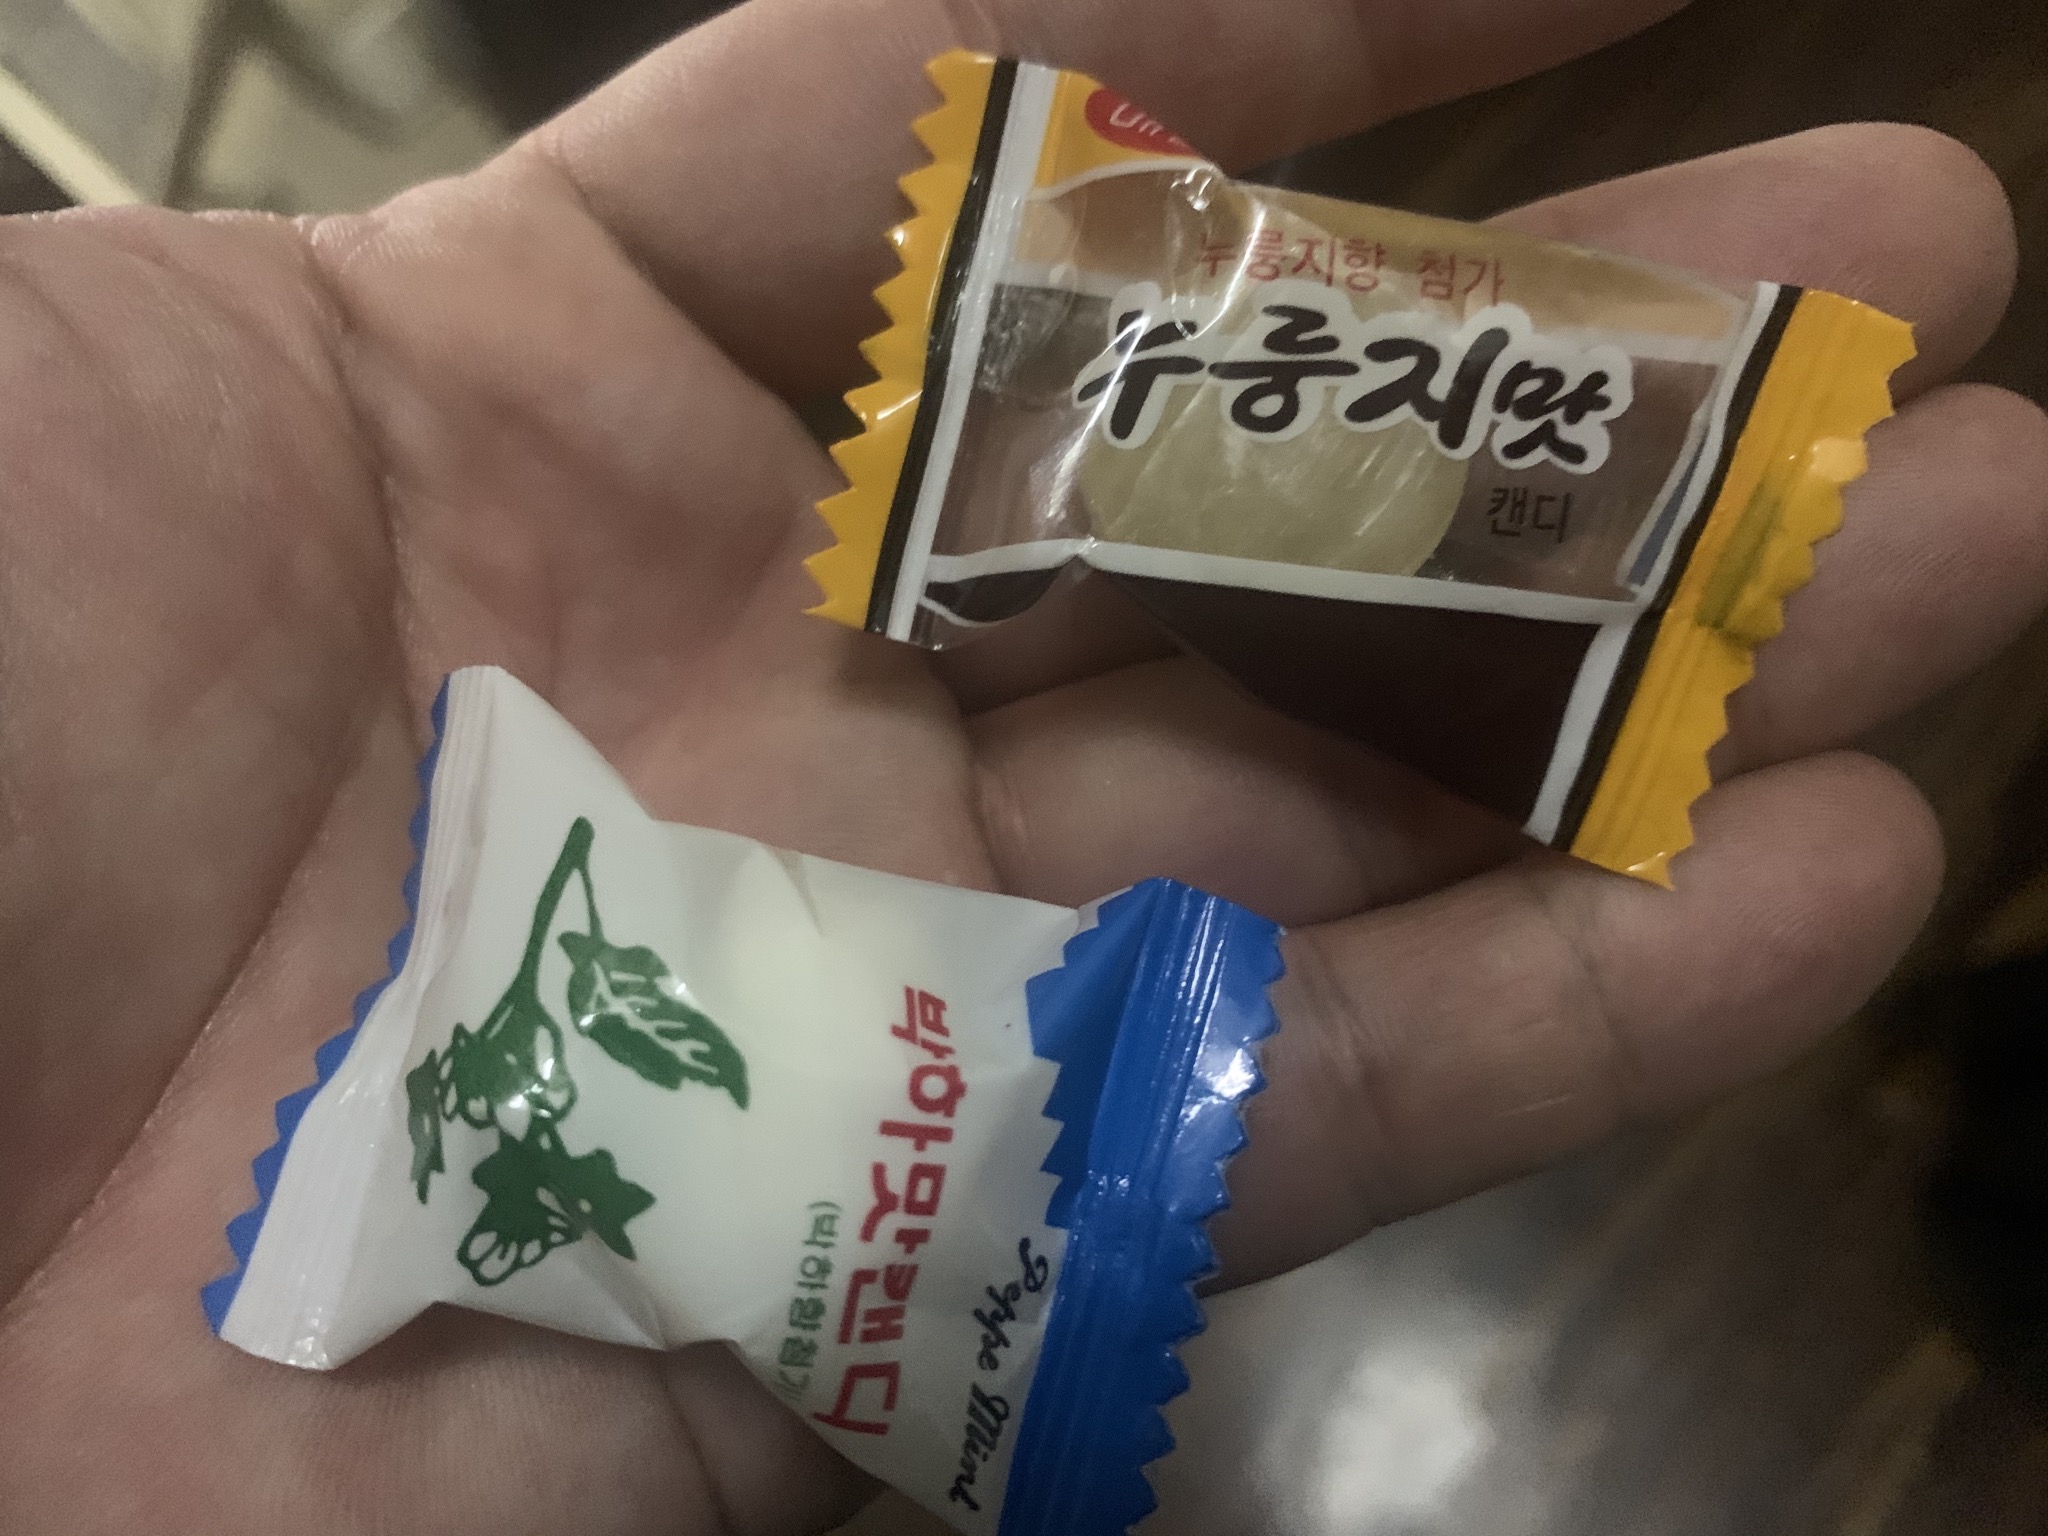 누룽지향 첨가
누룽지맛
캔디
박하맛캔디
(박하향첨가)
Peppe Mint